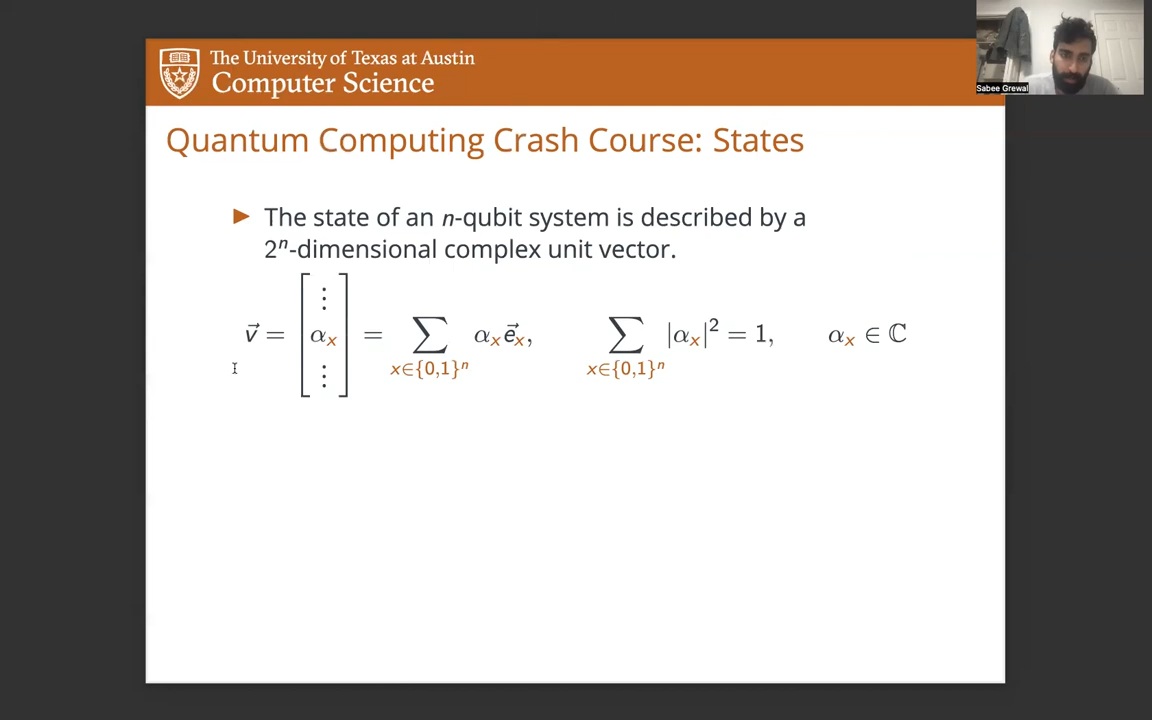 The University of Texas at Austin
Computer Science
Sabee Grewal
Quantum Computing Crash Course: States
▶ The state of an n-qubit system is described by a
2ⁿ-dimensional complex unit vector.
v⃗ = [⋮ αₓ ⋮] = ∑_{x∈{0,1}ⁿ} αₓe⃗ₓ, ∑_{x∈{0,1}ⁿ} |αₓ|² = 1, αₓ ∈ ℂ